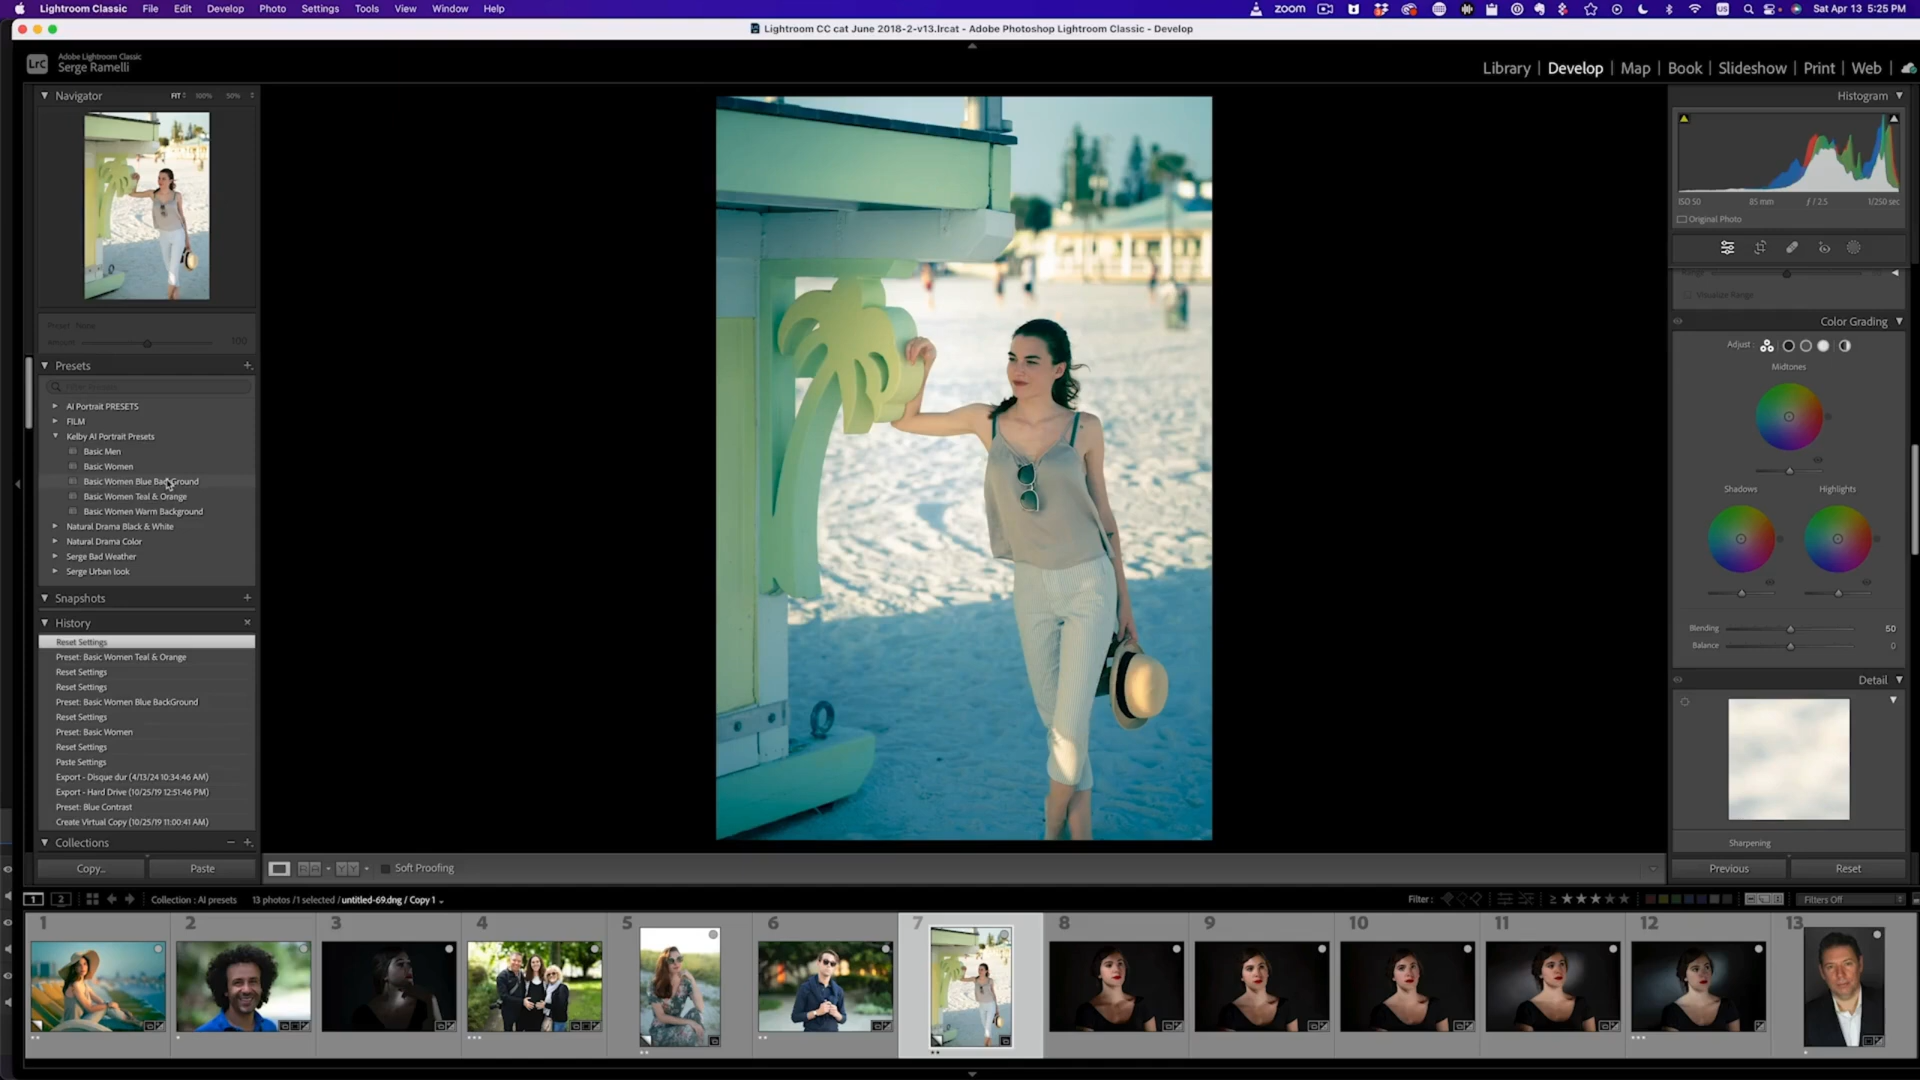 Lightroom Classic File Edit Develop Photo Settings Tools View Window Help zoom US Sat Apr 13 5:25 PM
Lightroom CC cat June 2018-2-v13.lrcat - Adobe Photoshop Lightroom Classic - Develop
LrC Adobe Lightroom Classic
Serge Ramelli
Library | Develop | Map | Book | Slideshow | Print | Web
Navigator FIT 100% 50%
Histogram
ISO 50 85 mm ƒ / 2.5 1/250 sec
Original Photo
Preset: None
Amount 100
Presets
AI Portrait PRESETS
FILM
Kelby AI Portrait Presets
Basic Men
Basic Women
Basic Women Blue BackGround
Basic Women Teal & Orange
Basic Women Warm Background
Natural Drama Black & White
Natural Drama Color
Serge Bad Weather
Serge Urban look
Snapshots
History
Reset Settings
Preset: Basic Women Teal & Orange
Reset Settings
Reset Settings
Preset: Basic Women Blue BackGround
Reset Settings
Preset: Basic Women
Reset Settings
Paste Settings
Export - Disque dur (4/13/24 10:34:46 AM)
Export - Hard Drive (10/25/19 12:51:46 PM)
Preset: Blue Contrast
Create Virtual Copy (10/25/19 11:00:41 AM)
Collections
Copy... Paste
Soft Proofing
Visualize Range
Color Grading
Adjust :
Midtones
Shadows Highlights
Blending 50
Balance 0
Detail
Sharpening
Previous Reset
1 2 Collection : AI presets 13 photos / 1 selected / untitled-69.dng / Copy 1
Filter : Filters Off
1 2 3 4 5 6 7 8 9 10 11 12 13